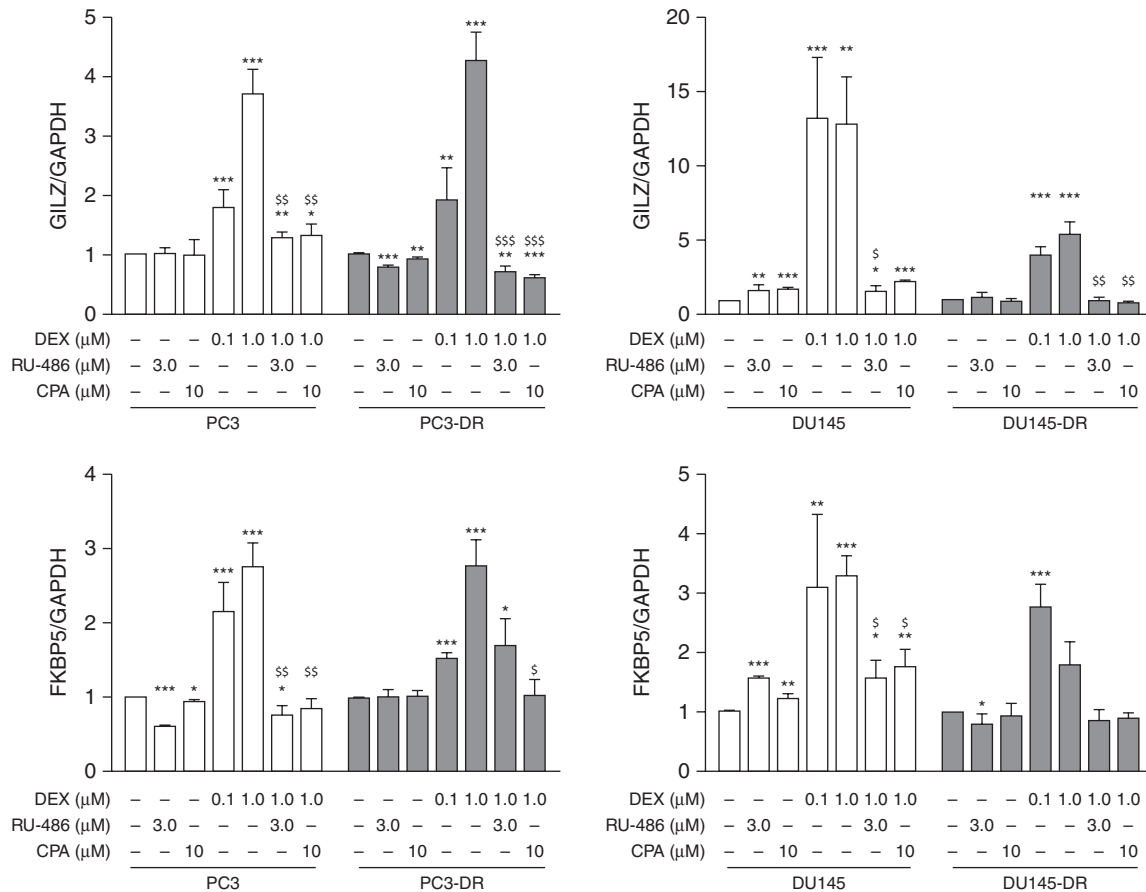 5
4
3
2
1
0
GILZ/GAPDH
*** *** $$ ** $$ * *** ** ** *** $$$ ** $$$ ***
DEX (μM) – – – 0.1 1.0 1.0 1.0 – – – 0.1 1.0 1.0 1.0
RU-486 (μM) – 3.0 – – – 3.0 – – 3.0 – – – 3.0 –
CPA (μM) – – 10 – – – 10 – – 10 – – – 10
PC3 PC3-DR
20
15
10
5
0
GILZ/GAPDH
** *** *** ** $ * *** *** *** $$ $$
DEX (μM) – – – 0.1 1.0 1.0 1.0 – – – 0.1 1.0 1.0 1.0
RU-486 (μM) – 3.0 – – – 3.0 – – 3.0 – – – 3.0 –
CPA (μM) – – 10 – – – 10 – – 10 – – – 10
DU145 DU145-DR
4
3
2
1
0
FKBP5/GAPDH
*** * *** *** $$ * $$ *** *** * $
DEX (μM) – – – 0.1 1.0 1.0 1.0 – – – 0.1 1.0 1.0 1.0
RU-486 (μM) – 3.0 – – – 3.0 – – 3.0 – – – 3.0 –
CPA (μM) – – 10 – – – 10 – – 10 – – – 10
PC3 PC3-DR
5
4
3
2
1
0
FKBP5/GAPDH
*** ** ** *** $ * $ ** * ***
DEX (μM) – – – 0.1 1.0 1.0 1.0 – – – 0.1 1.0 1.0 1.0
RU-486 (μM) – 3.0 – – – 3.0 – – 3.0 – – – 3.0 –
CPA (μM) – – 10 – – – 10 – – 10 – – – 10
DU145 DU145-DR